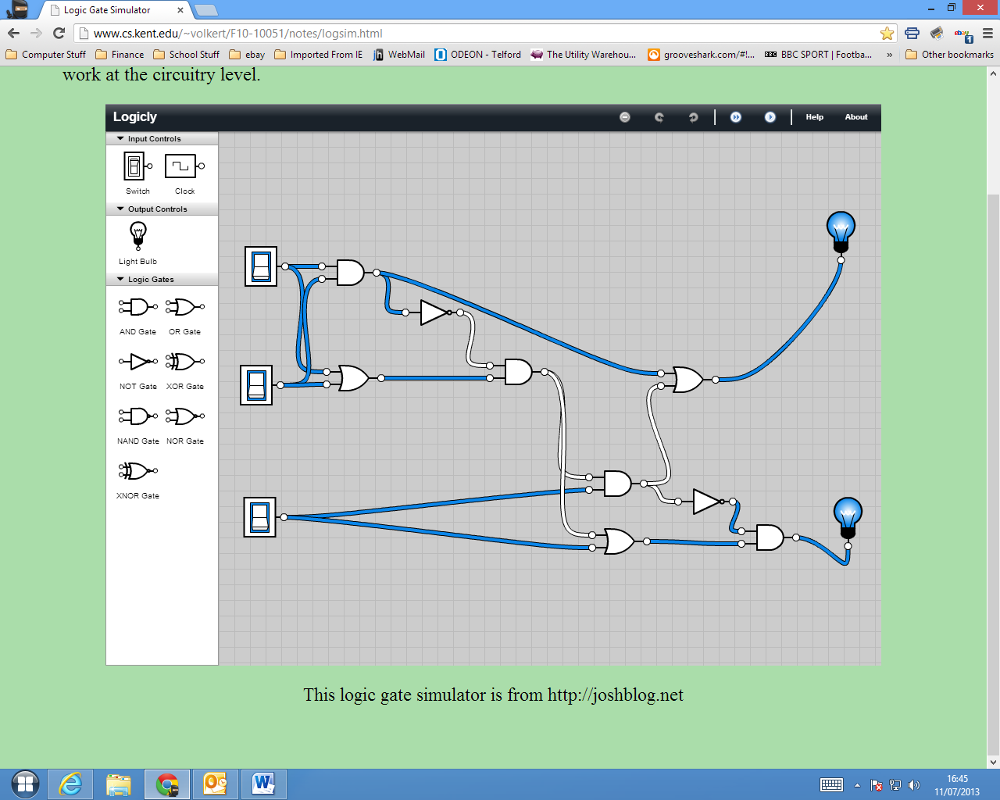 Logic Gate Simulator
www.cs.kent.edu/~volkert/F10-10051/notes/logsim.html
Computer Stuff Finance School Stuff ebay Imported From IE WebMail ODEON - Telford The Utility Warehou... grooveshark.com/#!... BBC SPORT | Footba... » Other bookmarks
work at the circuitry level.
Logicly Help About
Input Controls
Switch Clock
Output Controls
Light Bulb
Logic Gates
AND Gate OR Gate
NOT Gate XOR Gate
NAND Gate NOR Gate
XNOR Gate
This logic gate simulator is from http://joshblog.net
16:45
11/07/2013